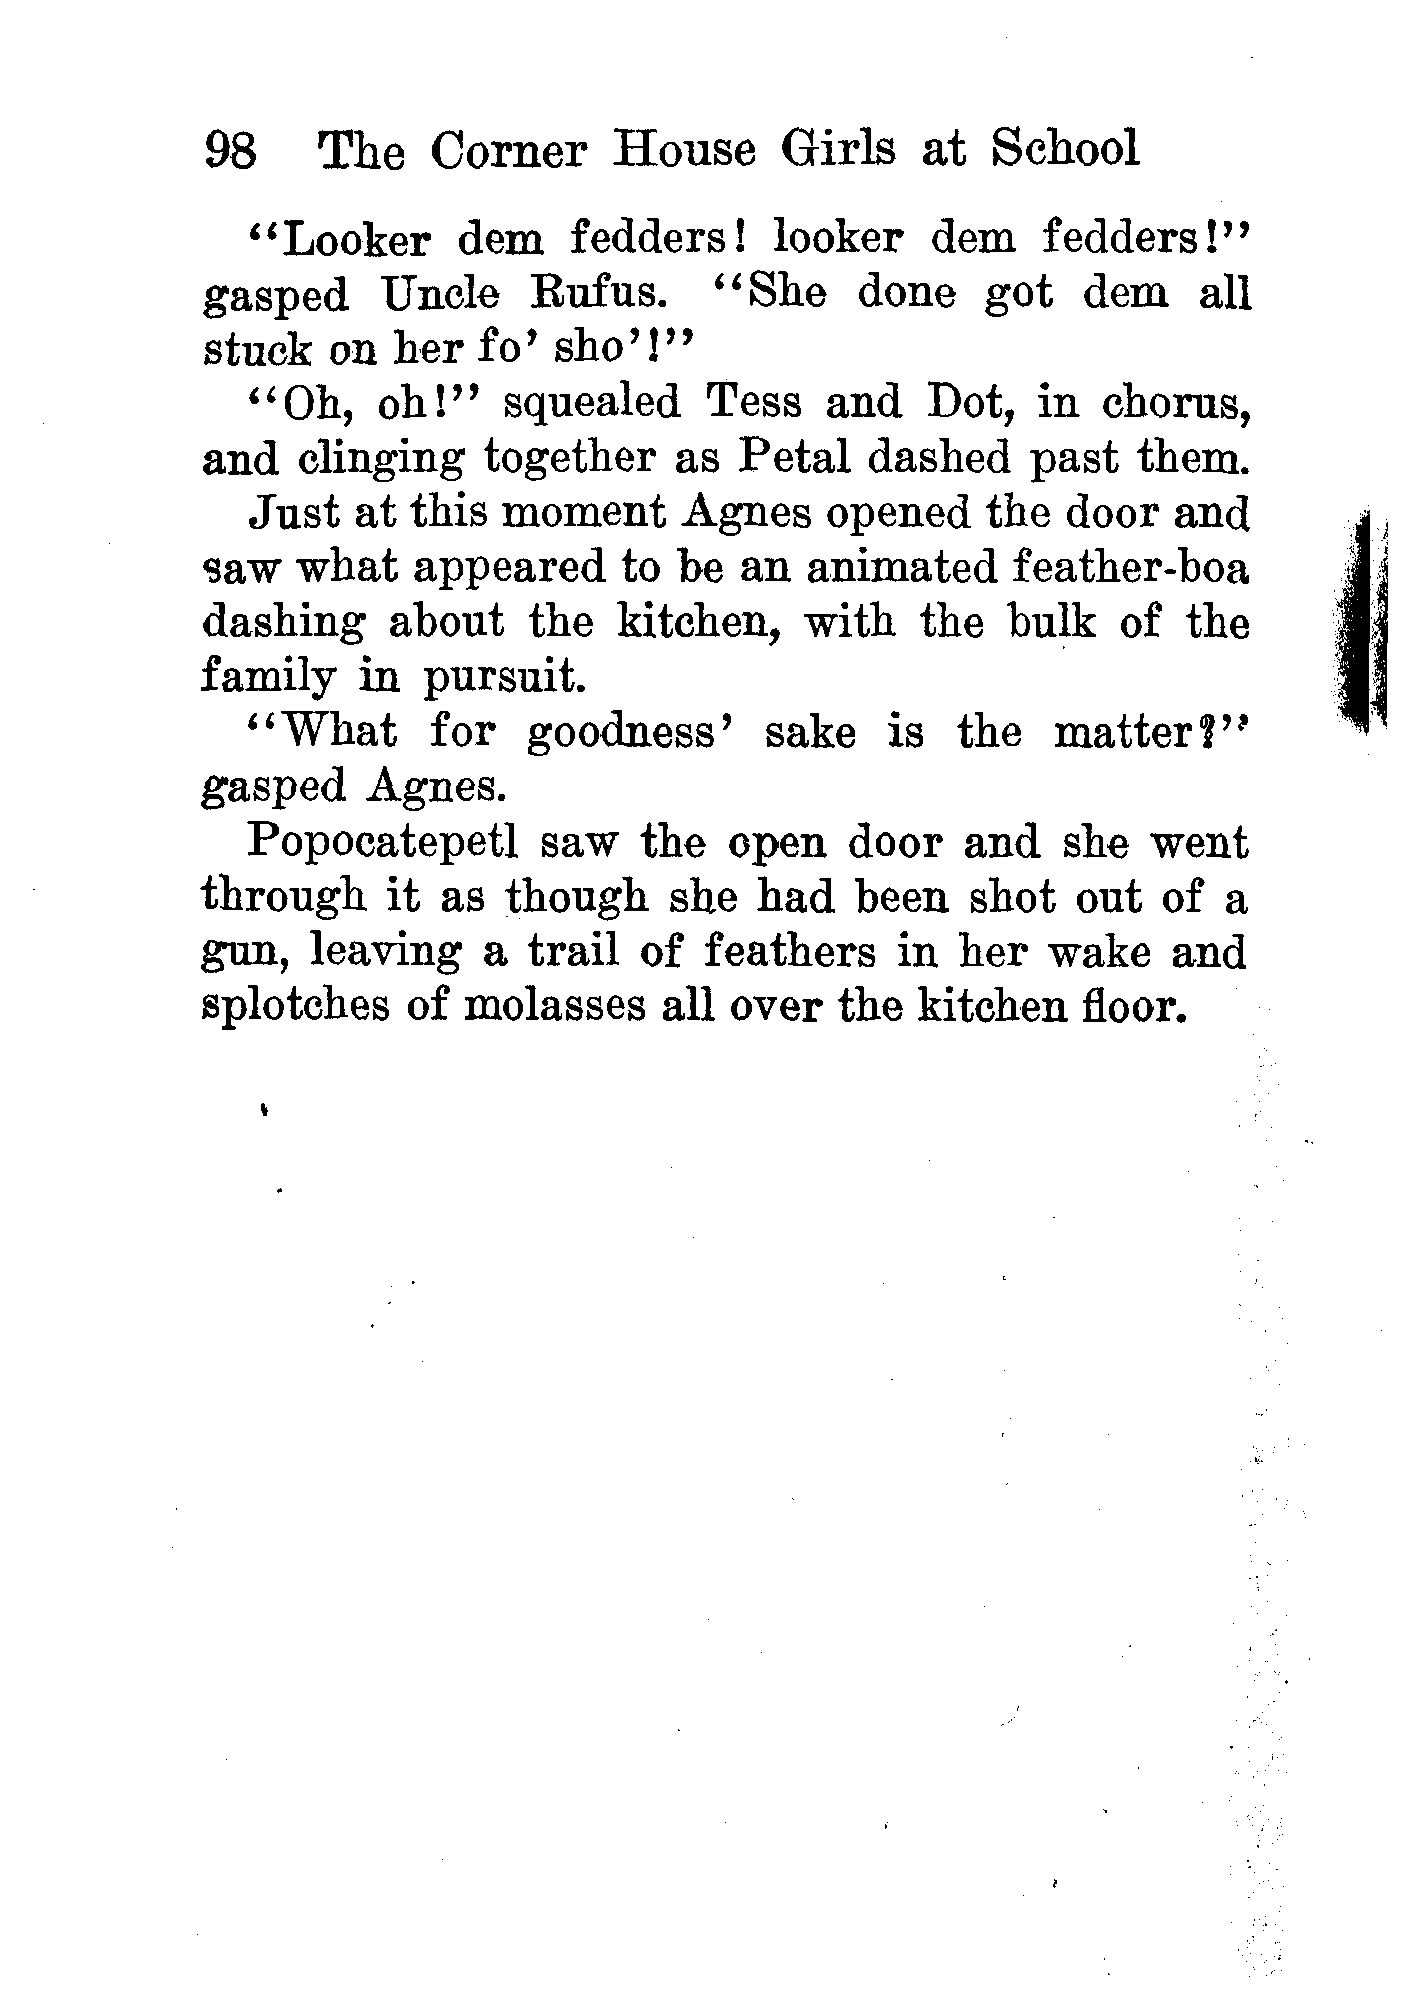 98 The Corner House Girls at School
“Looker dem fedders! looker dem fedders!”
gasped Uncle Rufus. “She done got dem all
stuck on her fo’ sho’!”
“Oh, oh!” squealed Tess and Dot, in chorus,
and clinging together as Petal dashed past them.
Just at this moment Agnes opened the door and
saw what appeared to be an animated feather-boa
dashing about the kitchen, with the bulk of the
family in pursuit.
“What for goodness’ sake is the matter?”
gasped Agnes.
Popocatepetl saw the open door and she went
through it as though she had been shot out of a
gun, leaving a trail of feathers in her wake and
splotches of molasses all over the kitchen floor.